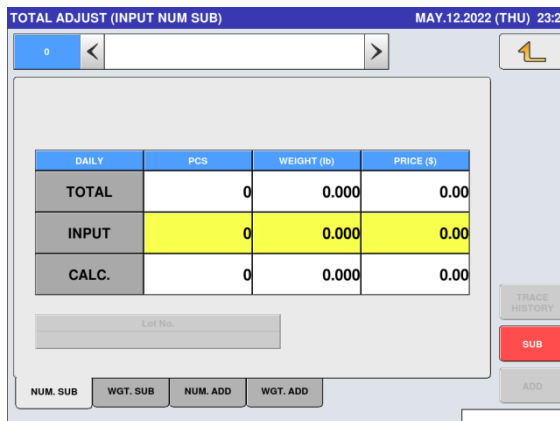 TOTAL ADJUST (INPUT NUM SUB) MAY.12.2022 (THU) 23:2
0
DAILY PCS WEIGHT (lb) PRICE ($)
TOTAL 0 0.000 0.00
INPUT 0 0.000 0.00
CALC. 0 0.000 0.00
TRACE
HISTORY
Lot No.
SUB
ADD
NUM. SUB WGT. SUB NUM. ADD WGT. ADD